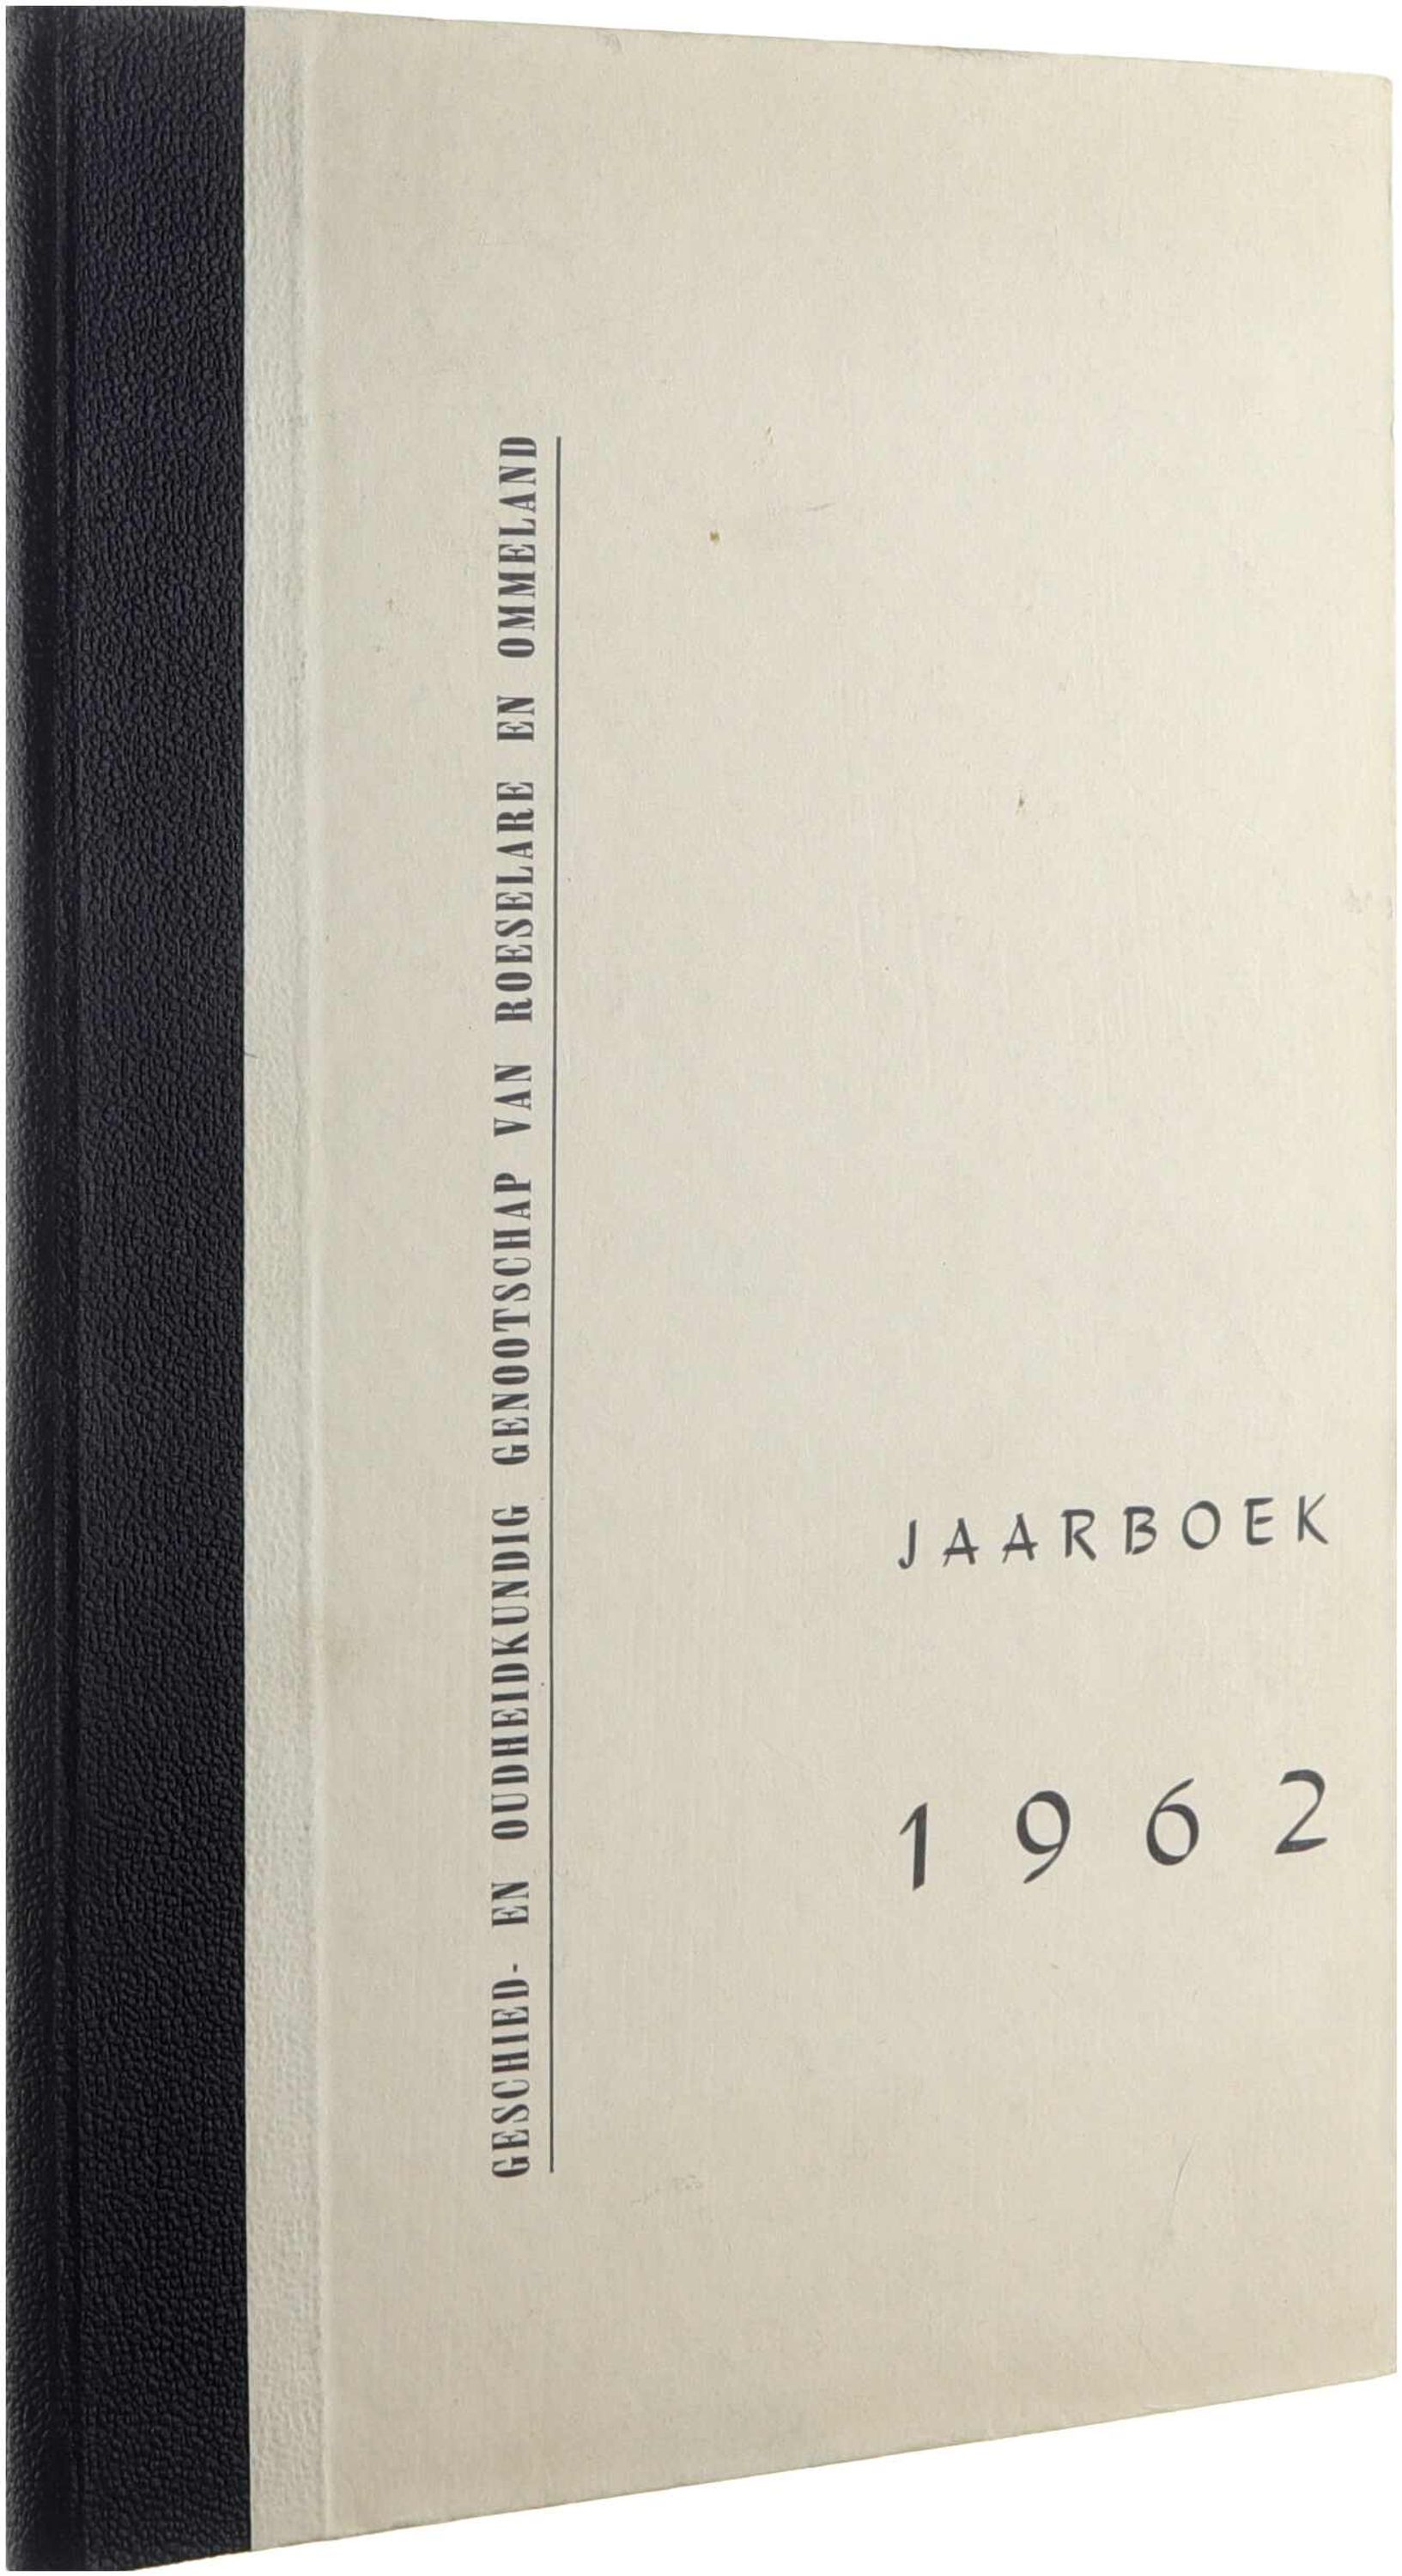 GESCHIED- EN OUDHEIDKUNDIG GENOOTSCHAP VAN ROESELARE EN OMMELAND
JAARBOEK
1962